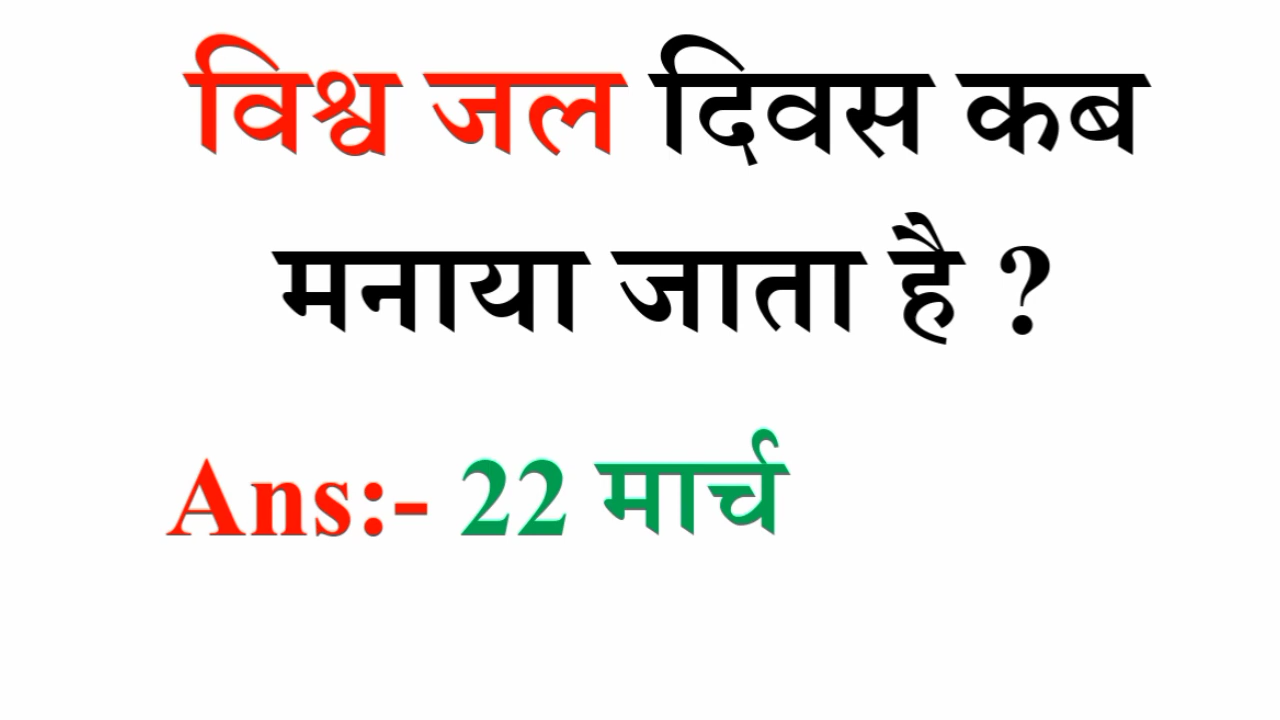 विश्व जल दिवस कब
मनाया जाता है ?
Ans:- 22 मार्च